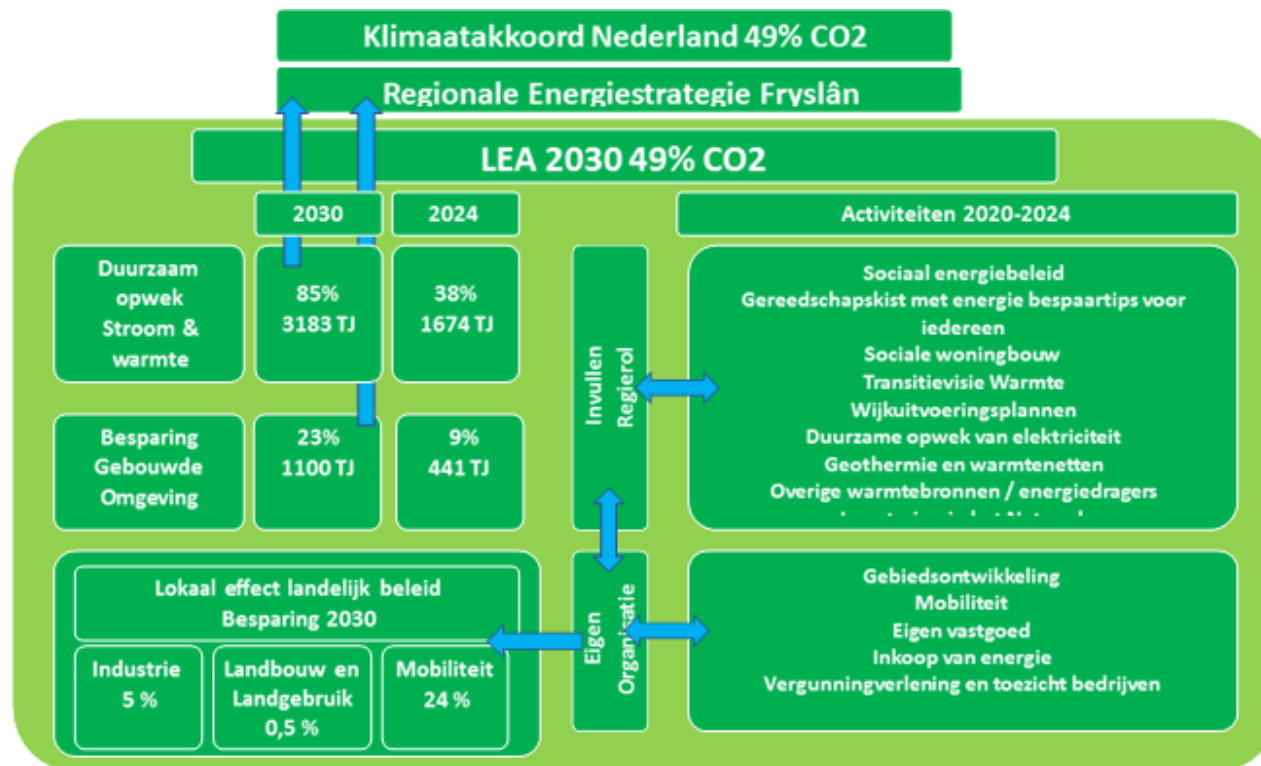 Klimaatakkoord Nederland 49% CO2
Regionale Energiestrategie Fryslân
LEA 2030 49% CO2
2030
2024
Activiteiten 2020-2024
Duurzaam
opwek
Stroom &
warmte
85%
3183 TJ
38%
1674 TJ
Besparing
Gebouwde
Omgeving
23%
1100 TJ
9%
441 TJ
Invullen
Regierol
Sociaal energiebeleid
Gereedschapskist met energie bespaartips voor
iedereen
Sociale woningbouw
Transitievisie Warmte
Wijkuitvoeringsplannen
Duurzame opwek van elektriciteit
Geothermie en warmtenetten
Overige warmtebronnen / energiedragers
Lokaal effect landelijk beleid
Besparing 2030
Industrie
5 %
Landbouw en
Landgebruik
0,5 %
Mobiliteit
24 %
Eigen
Organisatie
Gebiedsontwikkeling
Mobiliteit
Eigen vastgoed
Inkoop van energie
Vergunningverlening en toezicht bedrijven